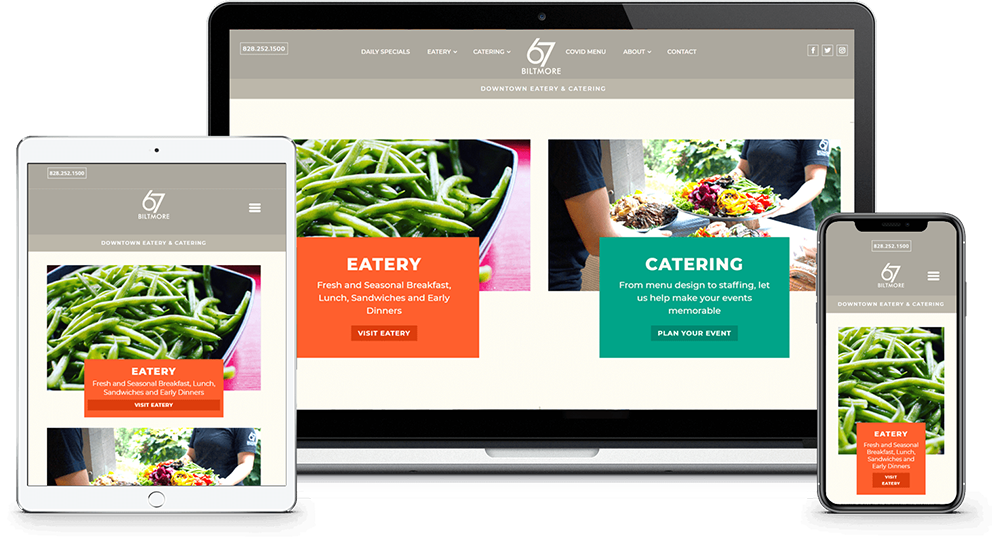 828.252.1500
DAILY SPECIALS
EATERY
CATERING
67
BILTMORE
COVID MENU
ABOUT
CONTACT
DOWNTOWN EATERY & CATERING
EATERY
Fresh and Seasonal Breakfast,
Lunch, Sandwiches and Early
Dinners
VISIT EATERY
67
CATERING
From menu design to staffing, let
us help make your events
memorable
PLAN YOUR EVENT
828.252.1500
67
BILTMORE
DOWNTOWN EATERY & CATERING
EATERY
Fresh and Seasonal Breakfast, Lunch,
Sandwiches and Early Dinners
VISIT EATERY
828.252.1500
67
BILTMORE
DOWNTOWN EATERY & CATERING
EATERY
Fresh and Seasonal
Breakfast, Lunch,
Sandwiches and
Early Dinners
VISIT
EATERY